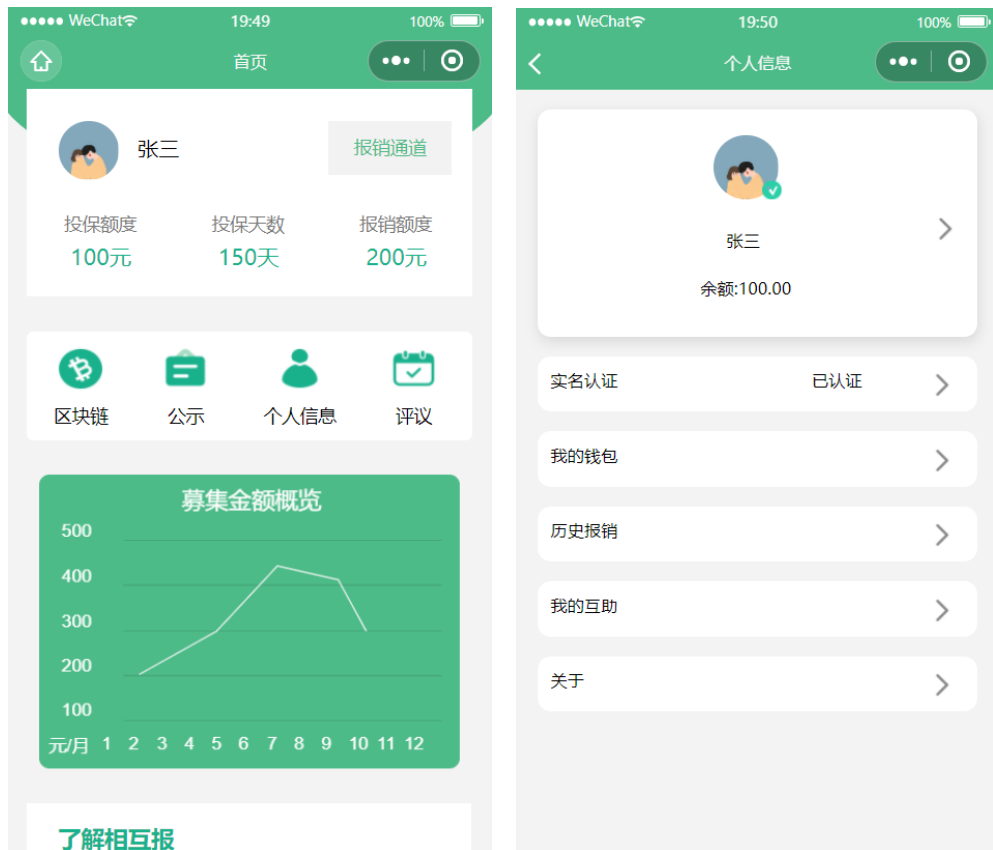 WeChat 19:49 100%
首页
张三 报销通道
投保额度 投保天数 报销额度
100元 150天 200元
区块链 公示 个人信息 评议
募集金额概览
500
400
300
200
100
元/月 1 2 3 4 5 6 7 8 9 10 11 12
了解相互报
WeChat 19:50 100%
个人信息
张三
余额:100.00
实名认证 已认证
我的钱包
历史报销
我的互助
关于